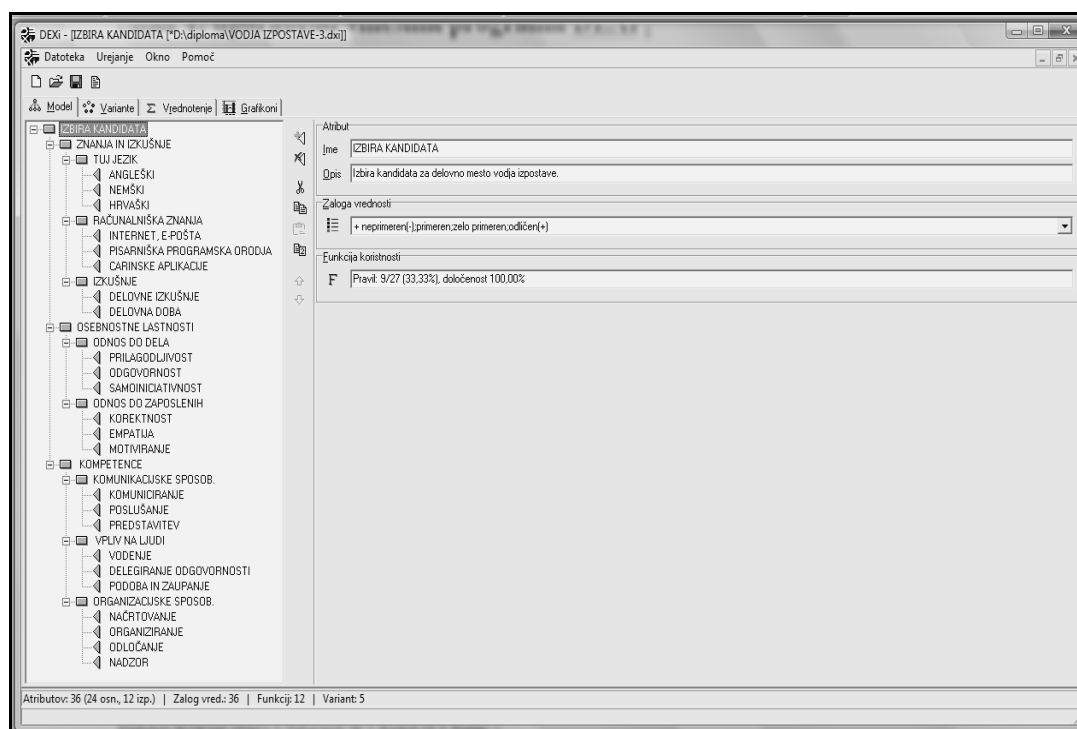 DEXi - [IZBIRA KANDIDATA [*D:\diploma\VODJA IZPOSTAVE-3.dxi]]
Datoteka Urejanje Okno Pomoč
Model Variante Vrednotenje Grafikoni
IZBIRA KANDIDATA
ZNANJA IN IZKUŠNJE
TUJ JEZIK
ANGLEŠKI
NEMŠKI
HRVAŠKI
RAČUNALNIŠKA ZNANJA
INTERNET, E-POŠTA
PISARNIŠKA PROGRAMSKA ORODJA
CARINSKE APLIKACIJE
IZKUŠNJE
DELOVNE IZKUŠNJE
DELOVNA DOBA
OSEBNOSTNE LASTNOSTI
ODNOS DO DELA
PRILAGODLJIVOST
ODGOVORNOST
SAMOINICIATIVNOST
ODNOS DO ZAPOSLENIH
KOREKTNOST
EMPATIJA
MOTIVIRANJE
KOMPETENCE
KOMUNIKACIJSKE SPOSOB.
KOMUNICIRANJE
POSLUŠANJE
PREDSTAVITEV
VPLIV NA LJUDI
VODENJE
DELEGIRANJE ODGOVORNOSTI
PODOBA IN ZAUPANJE
ORGANIZACIJSKE SPOSOB.
NAČRTOVANJE
ORGANIZIRANJE
ODLOČANJE
NADZOR
Atribut
Ime IZBIRA KANDIDATA
Opis Izbira kandidata za delovno mesto vodja izpostave.
Zaloga vrednosti
+ neprimeren(-);primeren;zelo primeren;odličen(+)
Funkcija koristnosti
F Pravil: 9/27 (33,33%), določenost 100,00%
Atributov: 36 (24 osn., 12 izp.) | Zalog vred.: 36 | Funkcij: 12 | Variant: 5